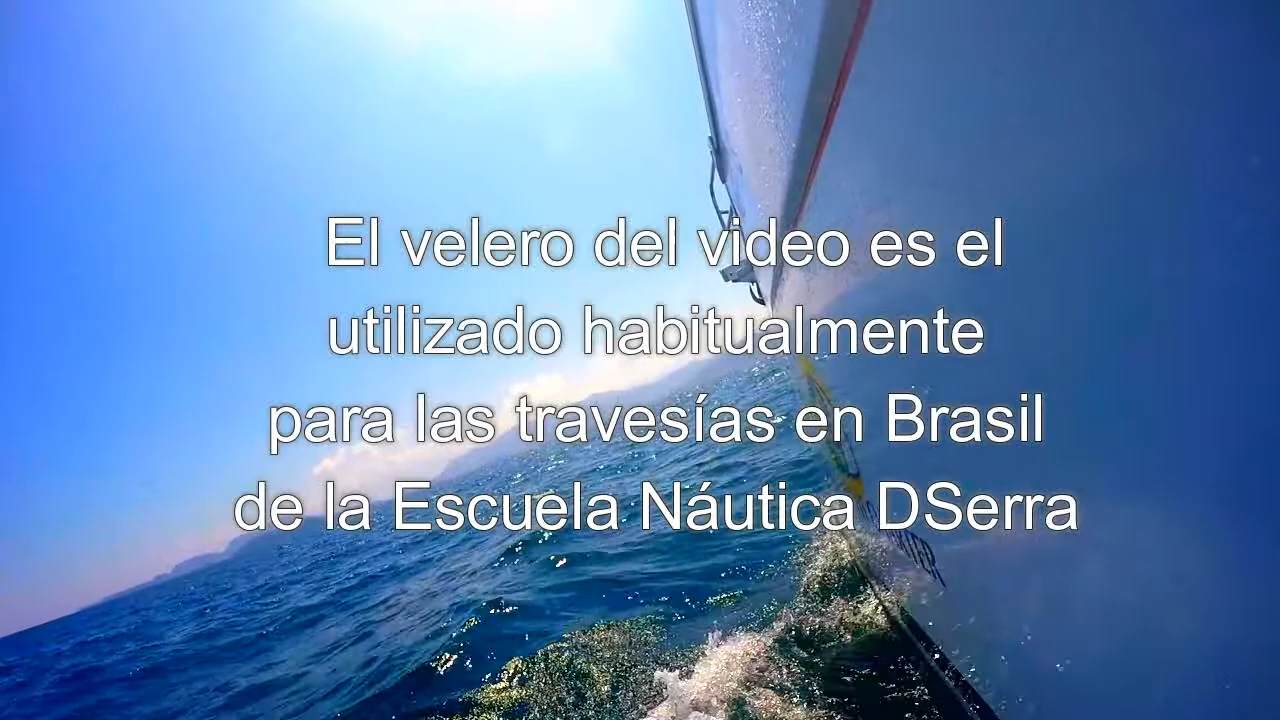 El velero del video es el
utilizado habitualmente
para las travesías en Brasil
de la Escuela Náutica DSerra